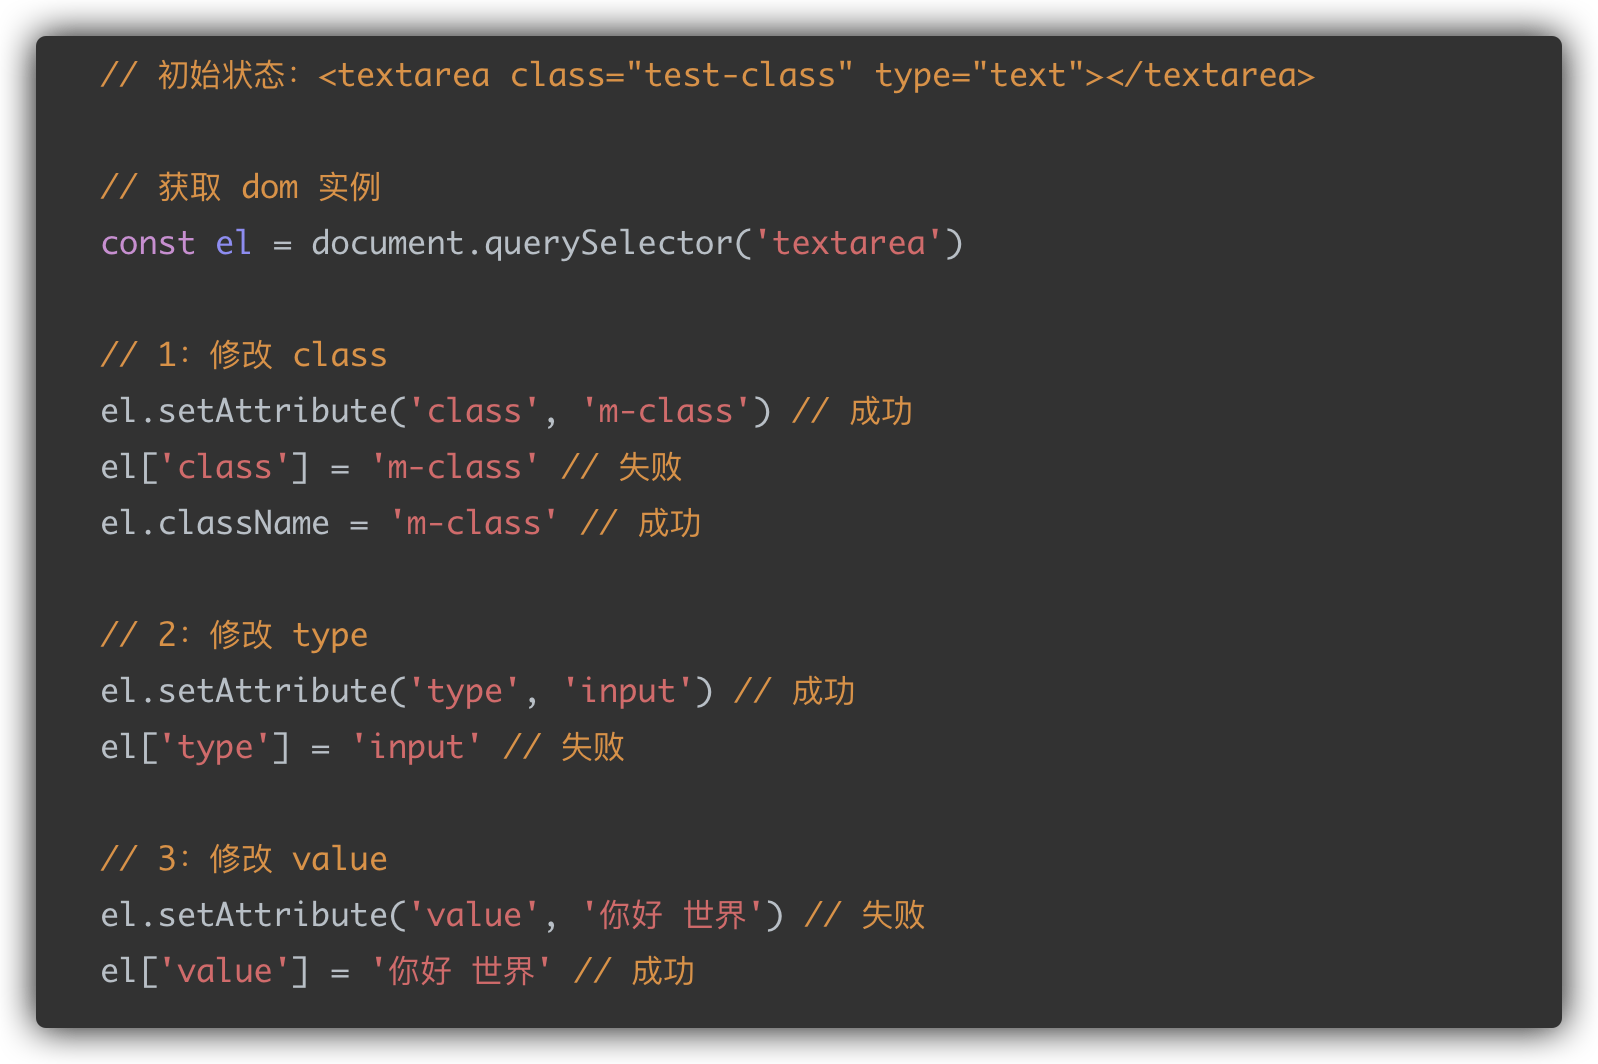 // 初始状态：<textarea class="test-class" type="text"></textarea>
// 获取 dom 实例
const el = document.querySelector('textarea')
// 1：修改 class
el.setAttribute('class', 'm-class') // 成功
el['class'] = 'm-class' // 失败
el.className = 'm-class' // 成功
// 2：修改 type
el.setAttribute('type', 'input') // 成功
el['type'] = 'input' // 失败
// 3：修改 value
el.setAttribute('value', '你好 世界') // 失败
el['value'] = '你好 世界' // 成功